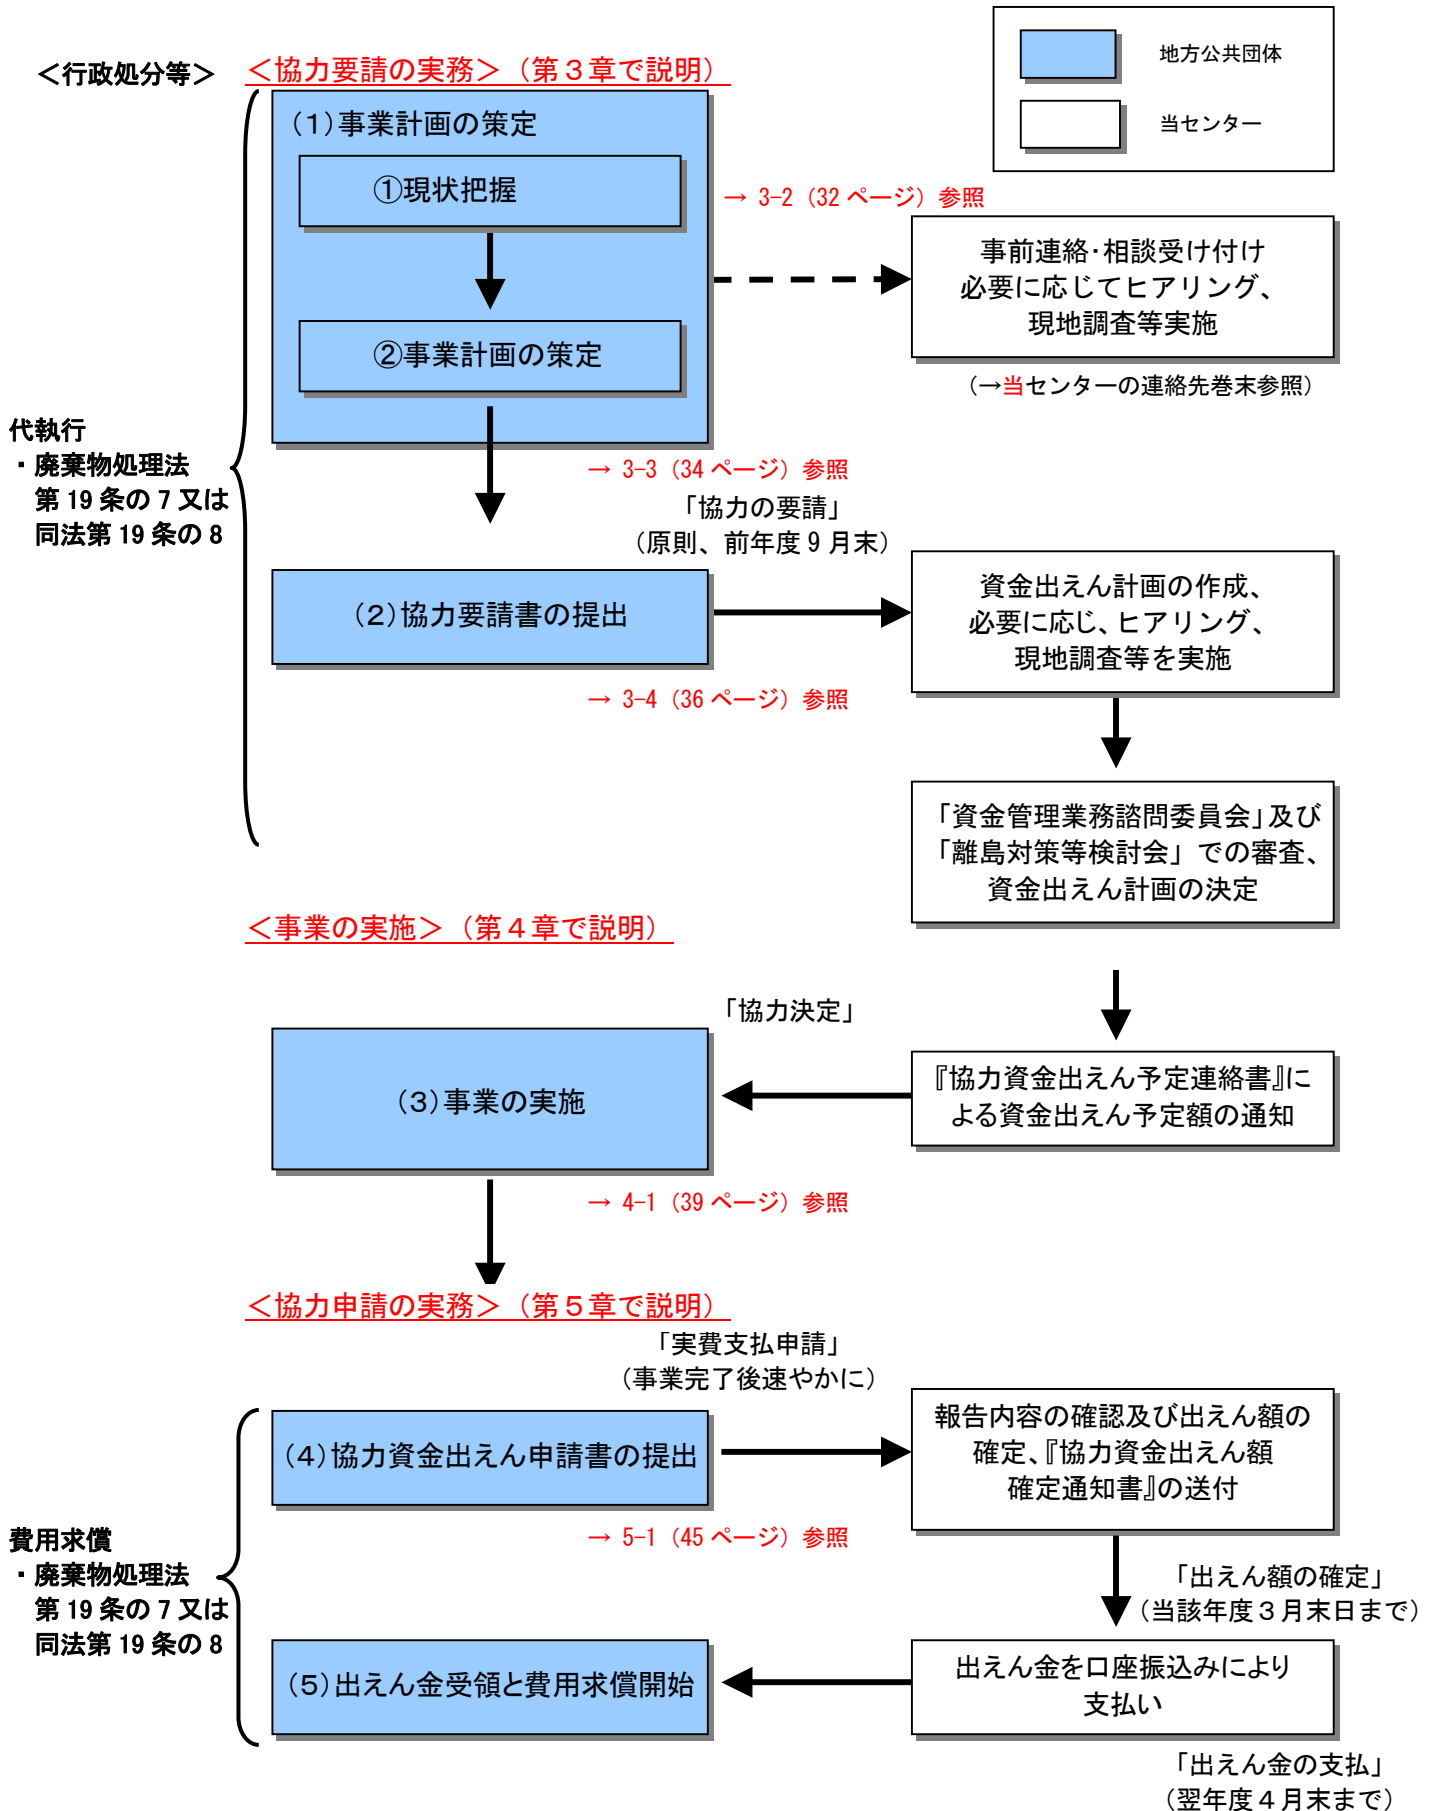 地方公共団体
当センター
＜行政処分等＞
＜協力要請の実務＞（第３章で説明）
（1）事業計画の策定
①現状把握
→ 3-2（32 ページ）参照
事前連絡・相談受け付け
必要に応じてヒアリング、
現地調査等実施
②事業計画の策定
（→当センターの連絡先巻末参照）
代執行
・廃棄物処理法
第 19 条の 7 又は
同法第 19 条の 8
→ 3-3（34 ページ）参照
「協力の要請」
（原則、前年度 9 月末）
（2）協力要請書の提出
資金出えん計画の作成、
必要に応じ、ヒアリング、
現地調査等を実施
→ 3-4（36 ページ）参照
「資金管理業務諮問委員会」及び
「離島対策等検討会」での審査、
資金出えん計画の決定
＜事業の実施＞（第４章で説明）
「協力決定」
（3）事業の実施
『協力資金出えん予定連絡書』に
よる資金出えん予定額の通知
→ 4-1（39 ページ）参照
＜協力申請の実務＞（第５章で説明）
「実費支払申請」
（事業完了後速やかに）
（4）協力資金出えん申請書の提出
報告内容の確認及び出えん額の
確定、『協力資金出えん額
確定通知書』の送付
→ 5-1（45 ページ）参照
費用求償
・廃棄物処理法
第 19 条の 7 又は
同法第 19 条の 8
「出えん額の確定」
（当該年度３月末日まで）
（5）出えん金受領と費用求償開始
出えん金を口座振込みにより
支払い
「出えん金の支払」
（翌年度４月末まで）